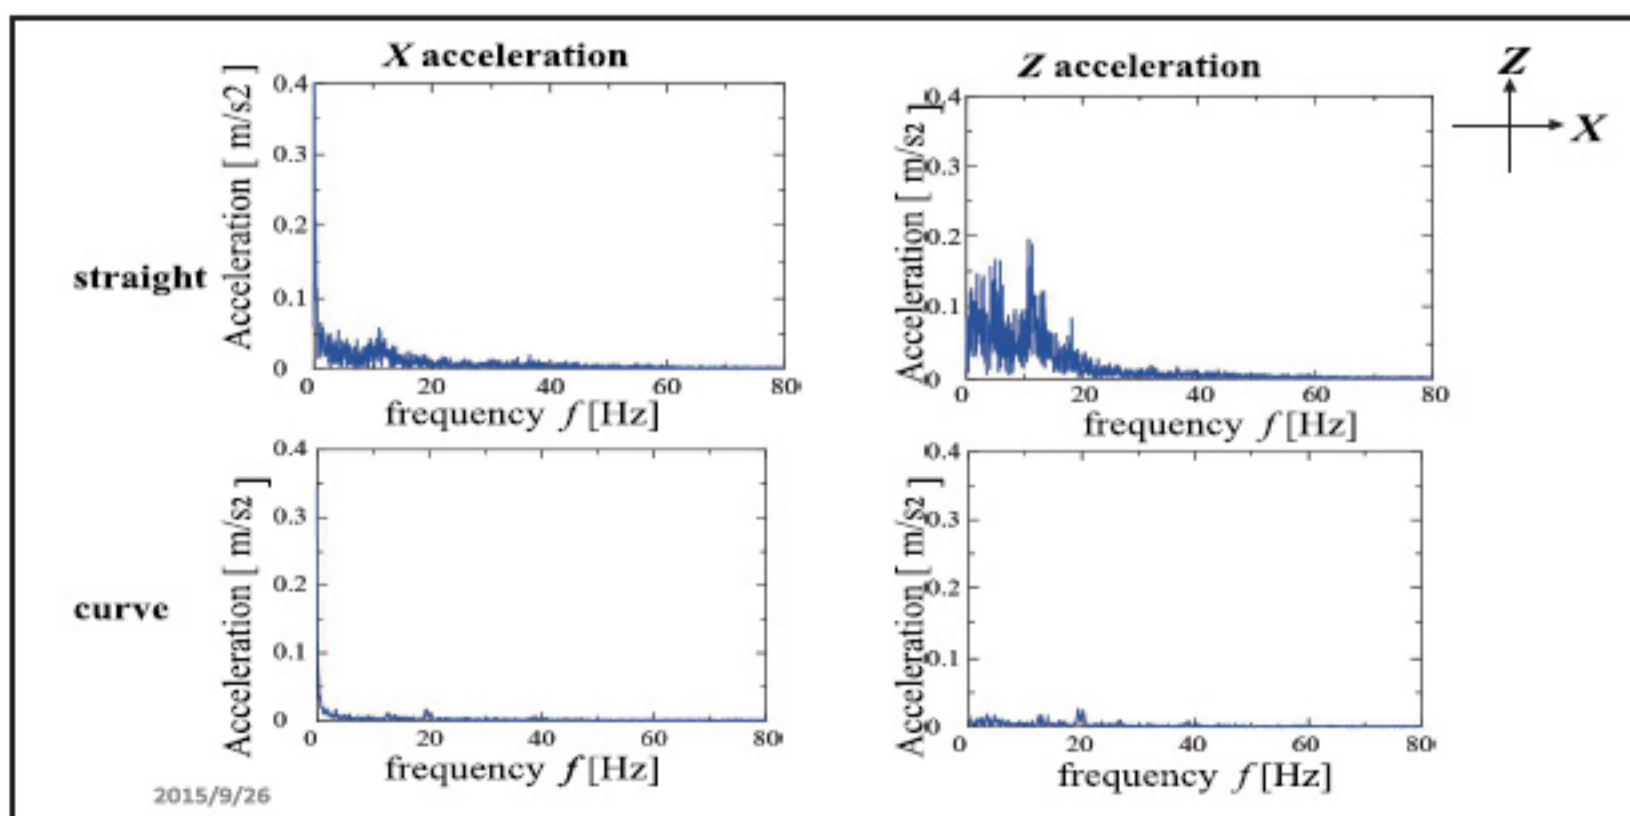 X acceleration
Z acceleration
Z
X
straight
Acceleration [ m/s2 ]
0.4
0.3
0.2
0.1
0
0 20 40 60 80
frequency f [Hz]
Acceleration [ m/s2 ]
0.4
0.3
0.2
0.1
0
0 20 40 60 80
frequency f [Hz]
curve
Acceleration [ m/s2 ]
0.4
0.3
0.2
0.1
0
0 20 40 60 80
frequency f [Hz]
Acceleration [ m/s2 ]
0.4
0.3
0.2
0.1
0
0 20 40 60 80
frequency f [Hz]
2015/9/26